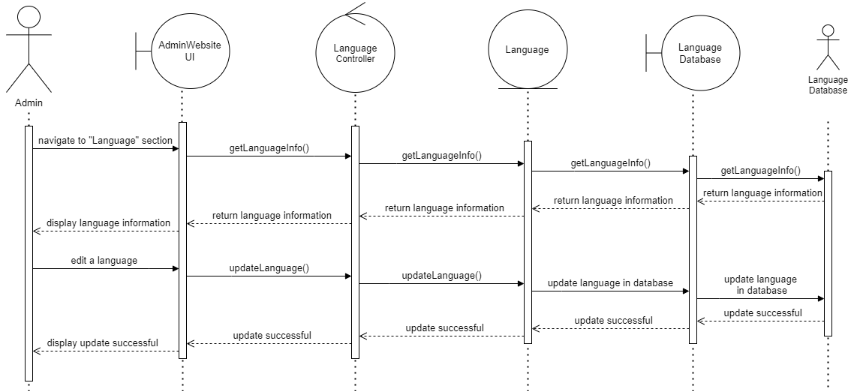 Admin
AdminWebsite
UI
Language
Controller
Language
Language
Database
Language
Database
navigate to "Language" section
getLanguageInfo()
getLanguageInfo()
getLanguageInfo()
getLanguageInfo()
return language information
return language information
return language information
return language information
display language information
edit a language
updateLanguage()
updateLanguage()
update language in database
update language
in database
update successful
update successful
update successful
update successful
display update successful